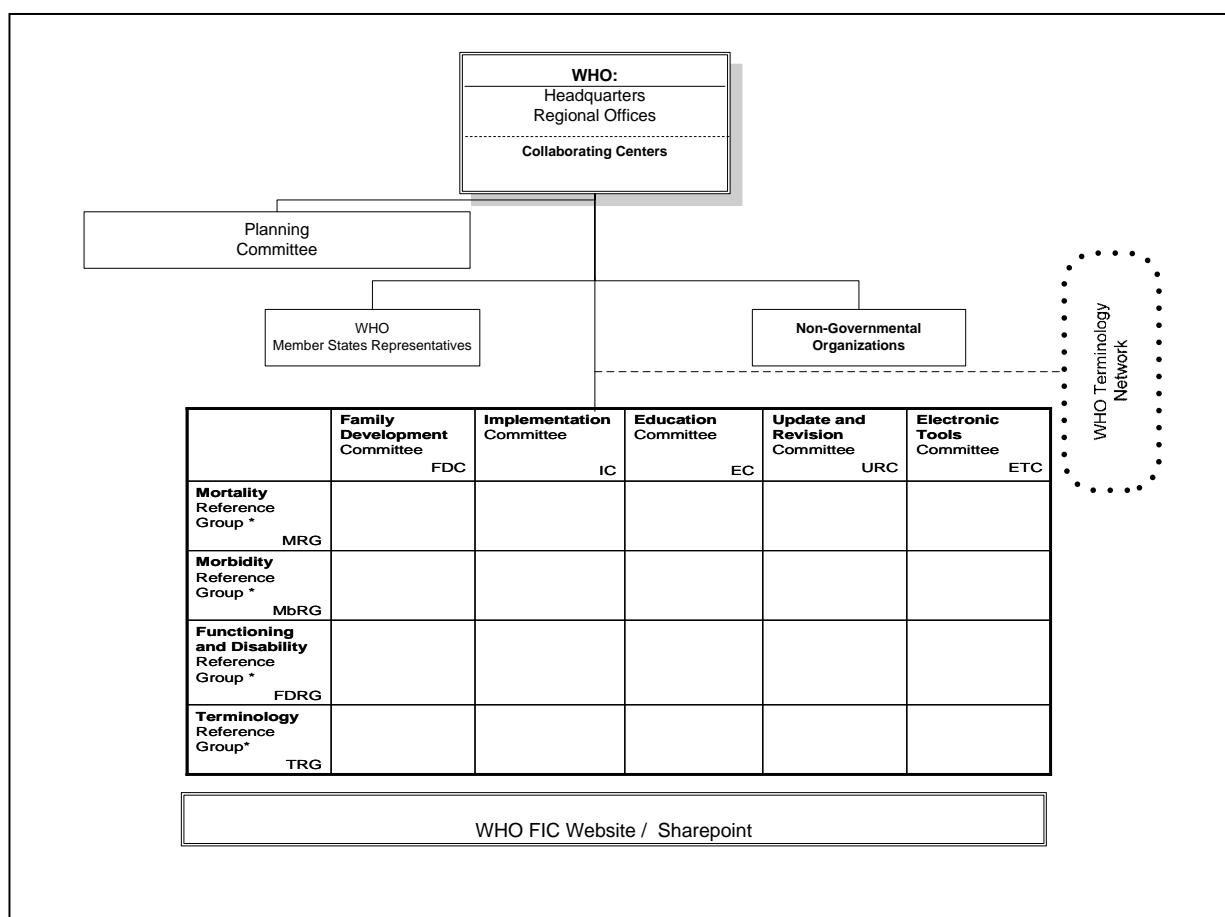 WHO:
Headquarters
Regional Offices
Collaborating Centers
Planning
Committee
WHO
Member States Representatives
Non-Governmental
Organizations
WHO Terminology
Network
Family
Development
Committee
FDC
Implementation
Committee
IC
Education
Committee
EC
Update and
Revision
Committee
URC
Electronic
Tools
Committee
ETC
Mortality
Reference
Group *
MRG
Morbidity
Reference
Group *
MbRG
Functioning
and Disability
Reference
Group *
FDRG
Terminology
Reference
Group*
TRG
WHO FIC Website / Sharepoint